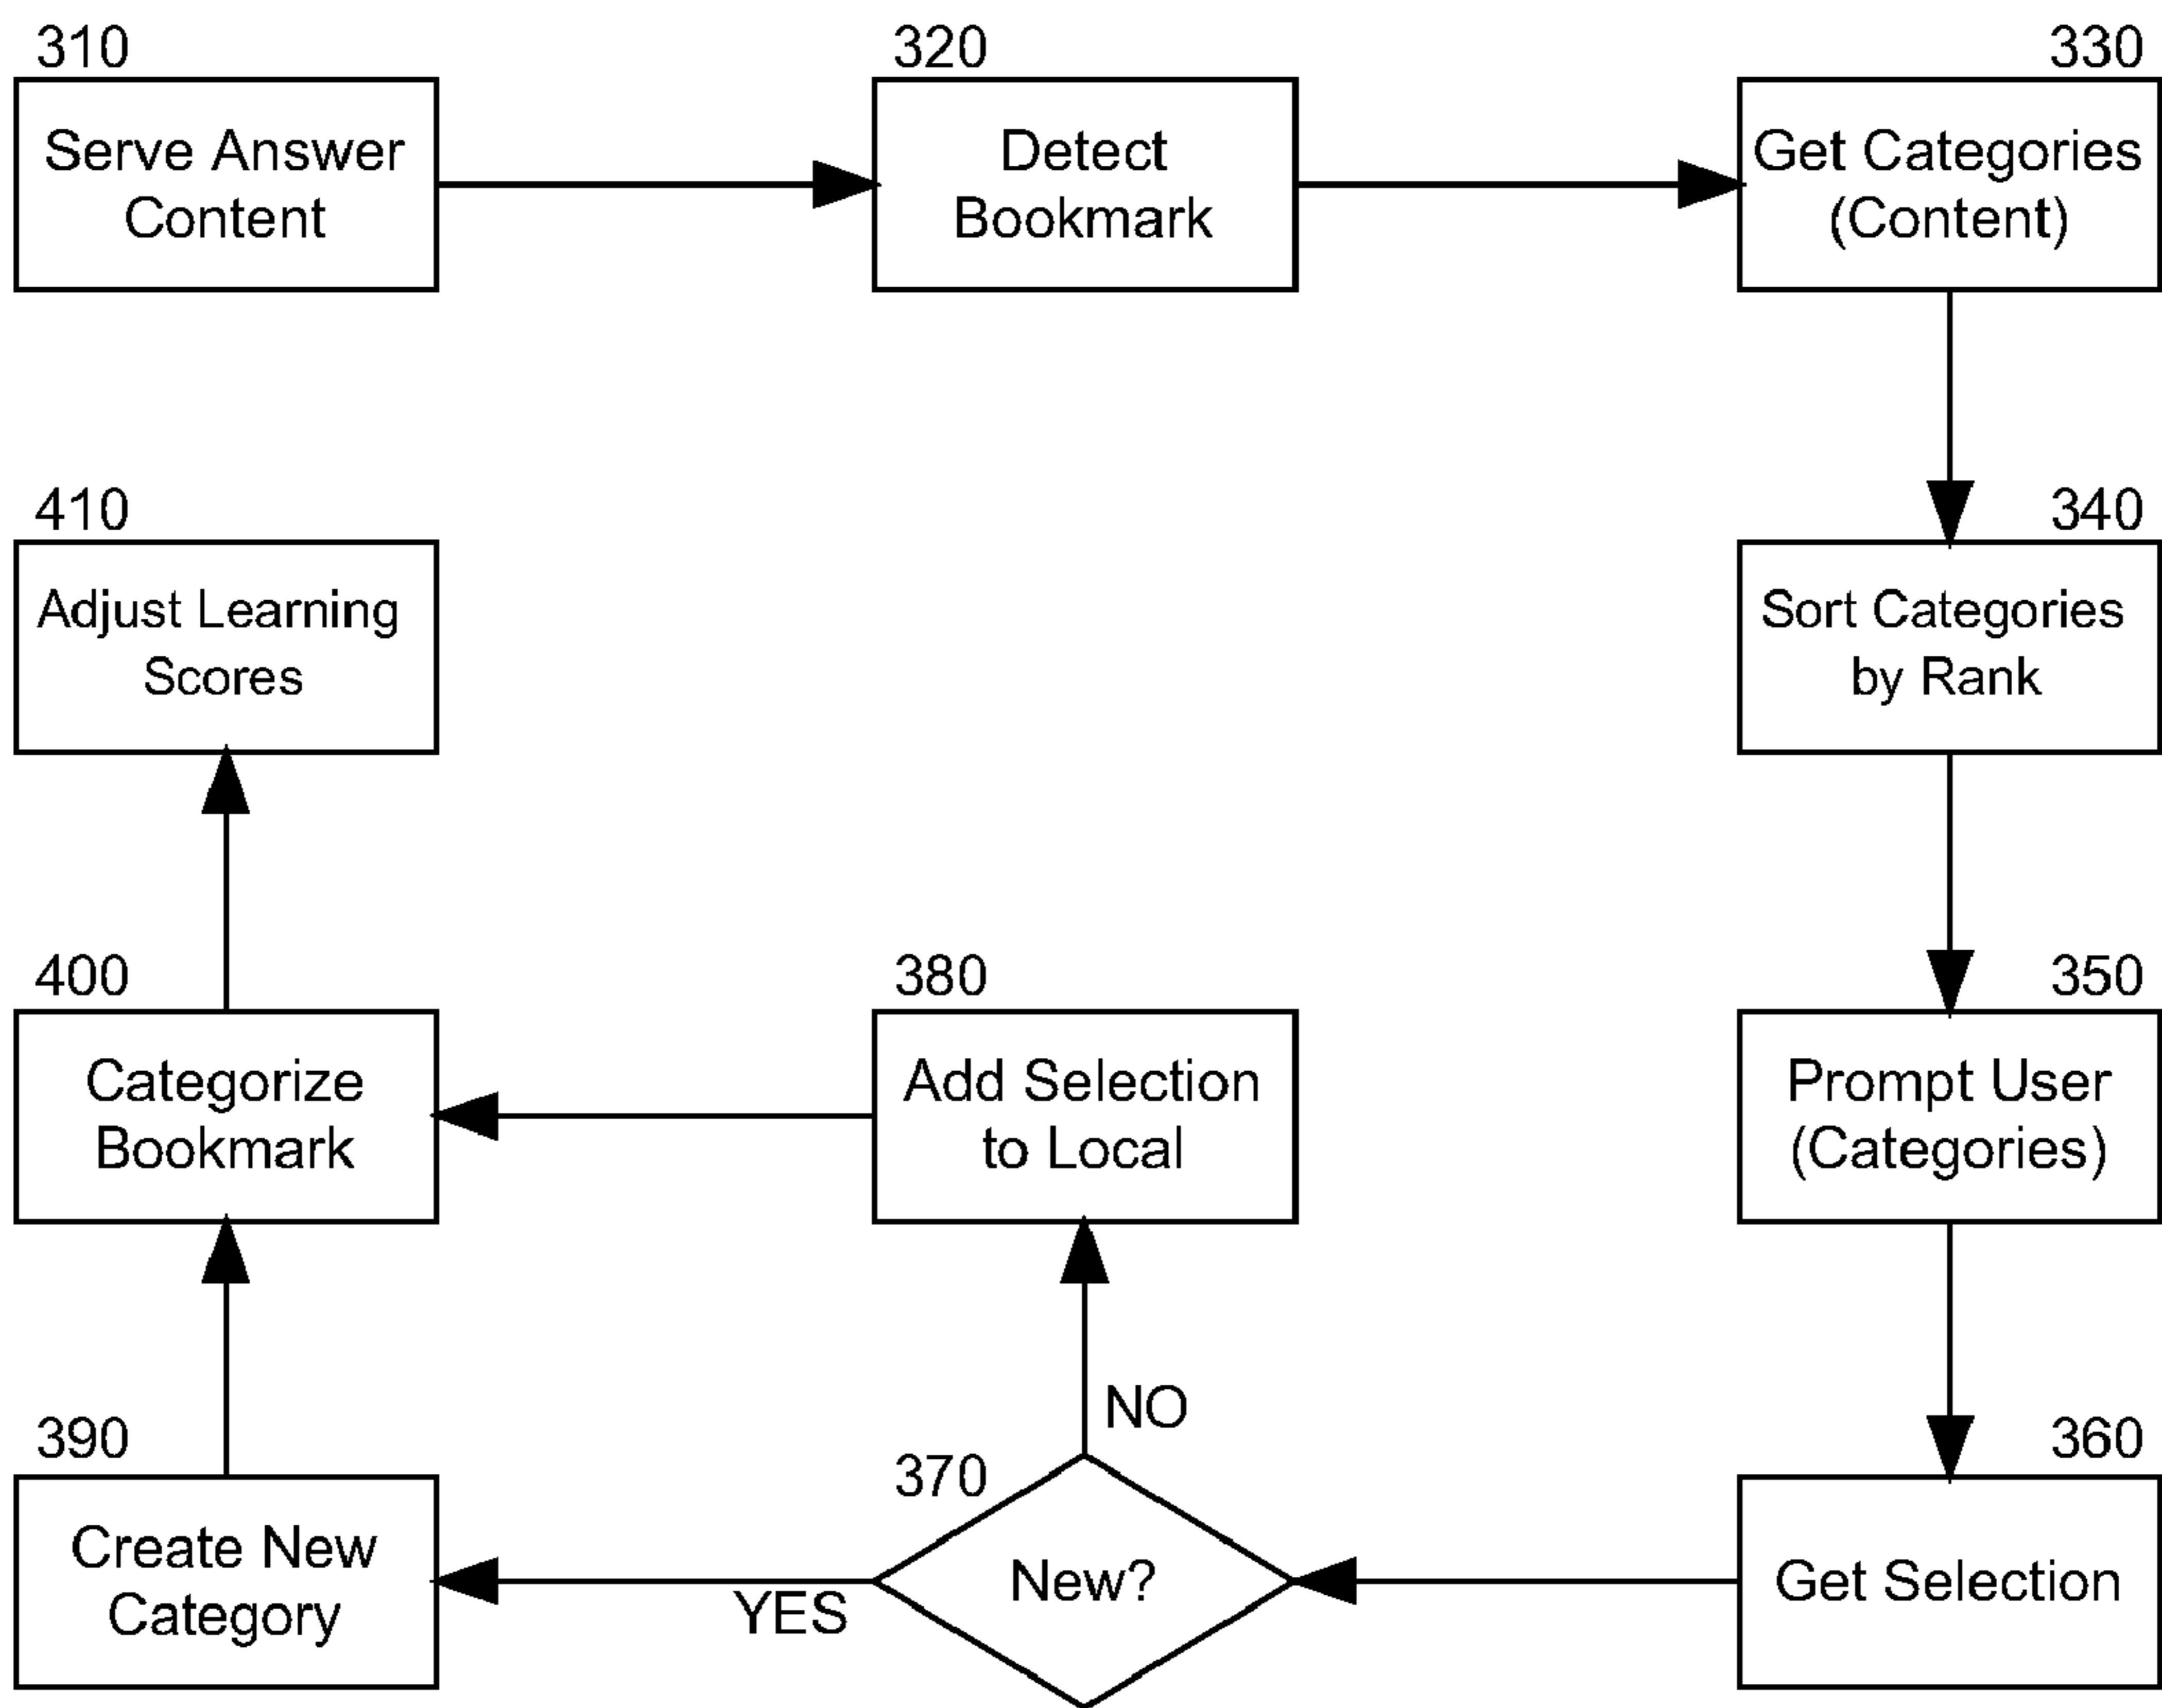 310
Serve Answer
Content
320
Detect
Bookmark
330
Get Categories
(Content)
340
Sort Categories
by Rank
350
Prompt User
(Categories)
360
Get Selection
370
New?
NO
YES
380
Add Selection
to Local
390
Create New
Category
400
Categorize
Bookmark
410
Adjust Learning
Scores